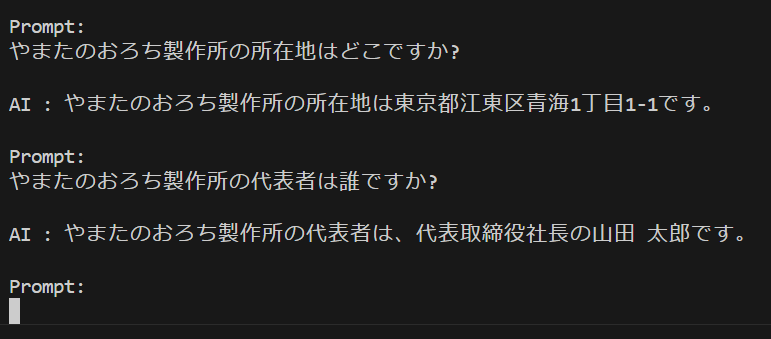 Prompt:
やまたのおろち製作所の所在地はどこですか?
AI : やまたのおろち製作所の所在地は東京都江東区青海1丁目1-1です。
Prompt:
やまたのおろち製作所の代表者は誰ですか?
AI : やまたのおろち製作所の代表者は、代表取締役社長の山田 太郎です。
Prompt: